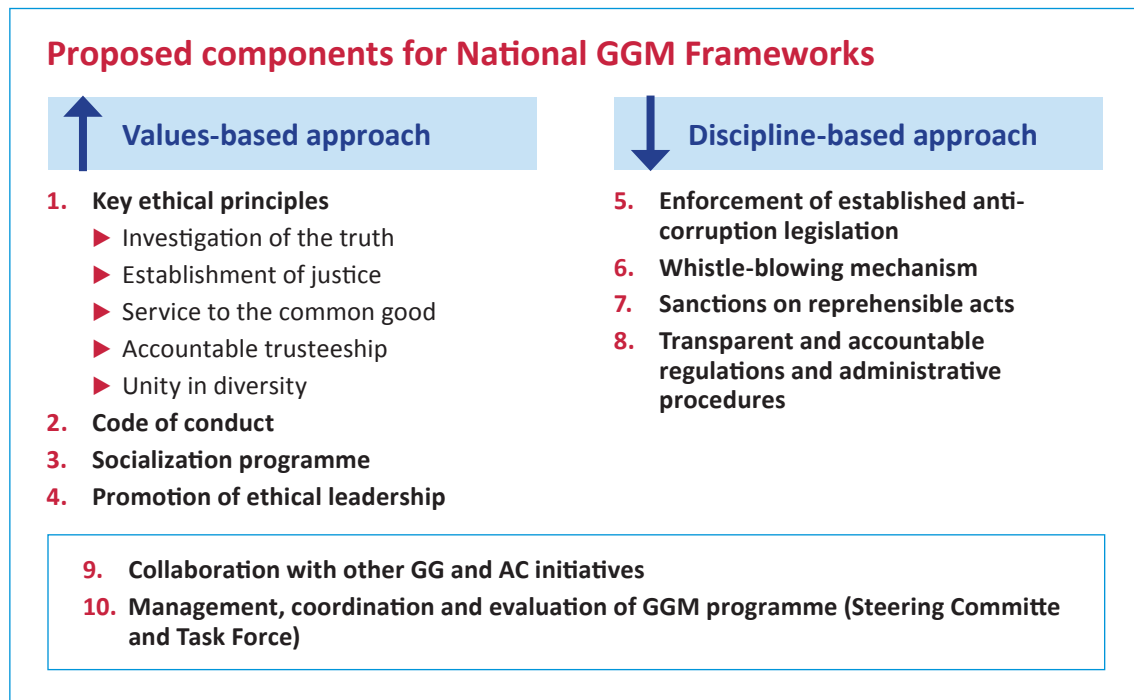 Proposed components for National GGM Frameworks
Values-based approach
1. Key ethical principles
▶ Investigation of the truth
▶ Establishment of justice
▶ Service to the common good
▶ Accountable trusteeship
▶ Unity in diversity
2. Code of conduct
3. Socialization programme
4. Promotion of ethical leadership
Discipline-based approach
5. Enforcement of established anti-
corruption legislation
6. Whistle-blowing mechanism
7. Sanctions on reprehensible acts
8. Transparent and accountable
regulations and administrative
procedures
9. Collaboration with other GG and AC initiatives
10. Management, coordination and evaluation of GGM programme (Steering Committe
and Task Force)